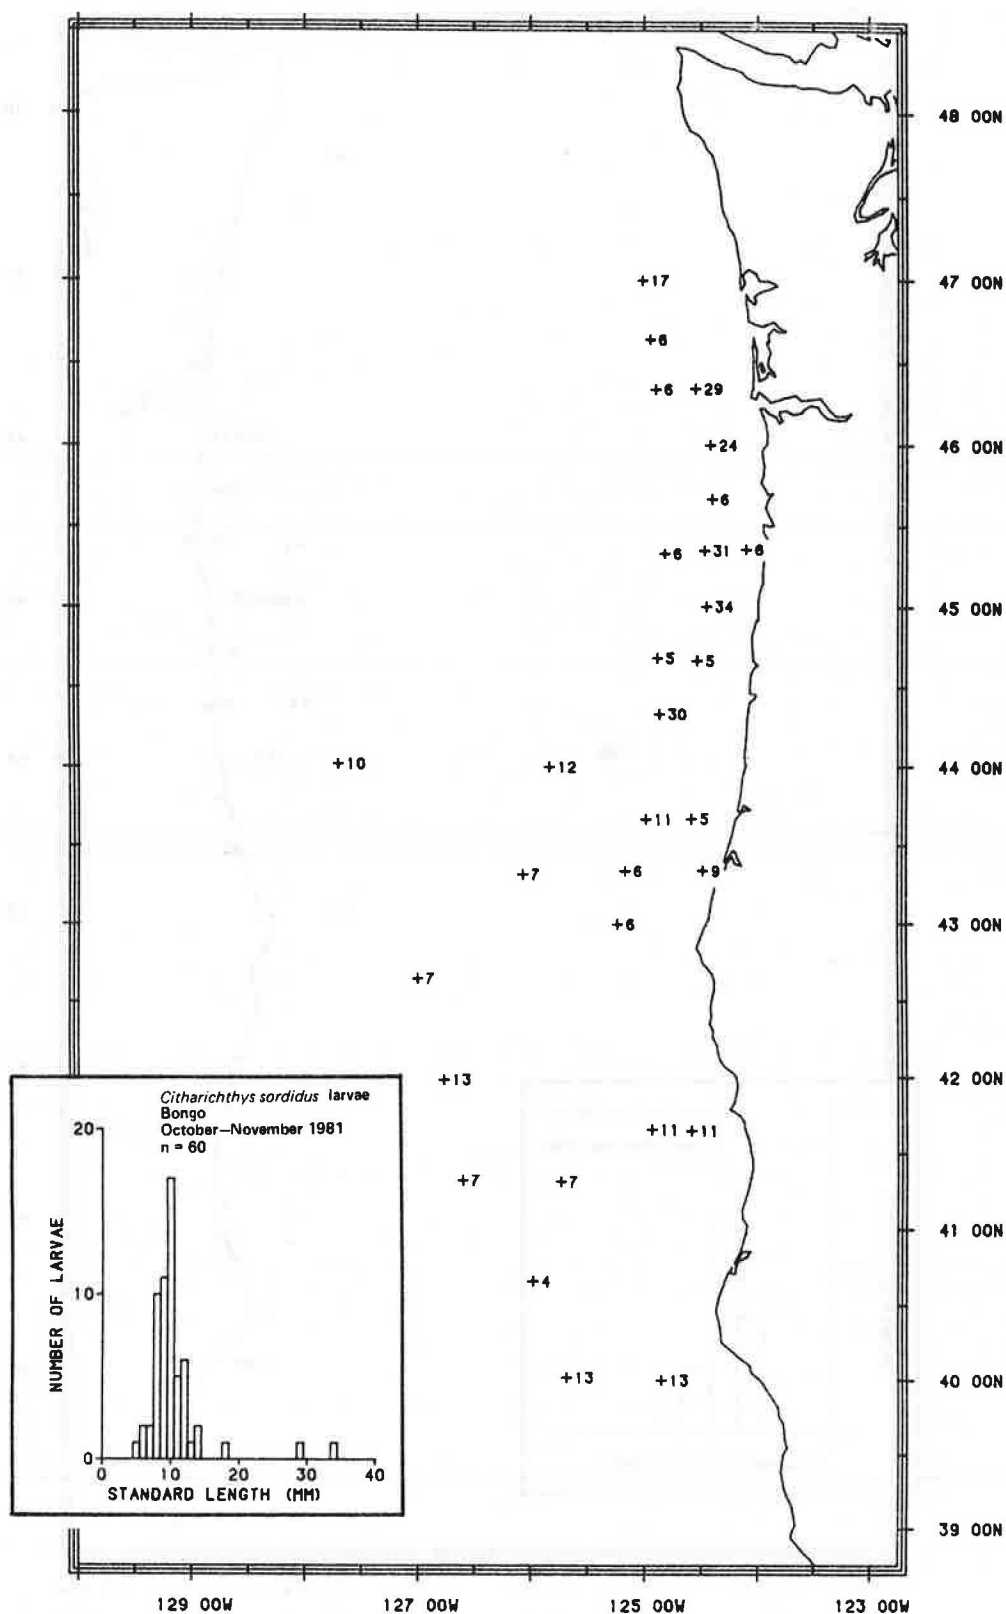 48 00N
+17
47 00N
+6
+6 +29
+24
46 00N
+6
+6 +31 +6
+34
45 00N
+5 +5
+30
+10 +12
44 00N
+11 +5
+7 +6 +9
+6
43 00N
+7
+13
42 00N
Citharichthys sordidus larvae
Bongo
October—November 1981
n = 60
20
+11 +11
+7 +7
41 00N
NUMBER OF LARVAE
10
+4
+13 +13
40 00N
0
0 10 20 30 40
STANDARD LENGTH (MM)
39 00N
129 00W 127 00W 125 00W 123 00W